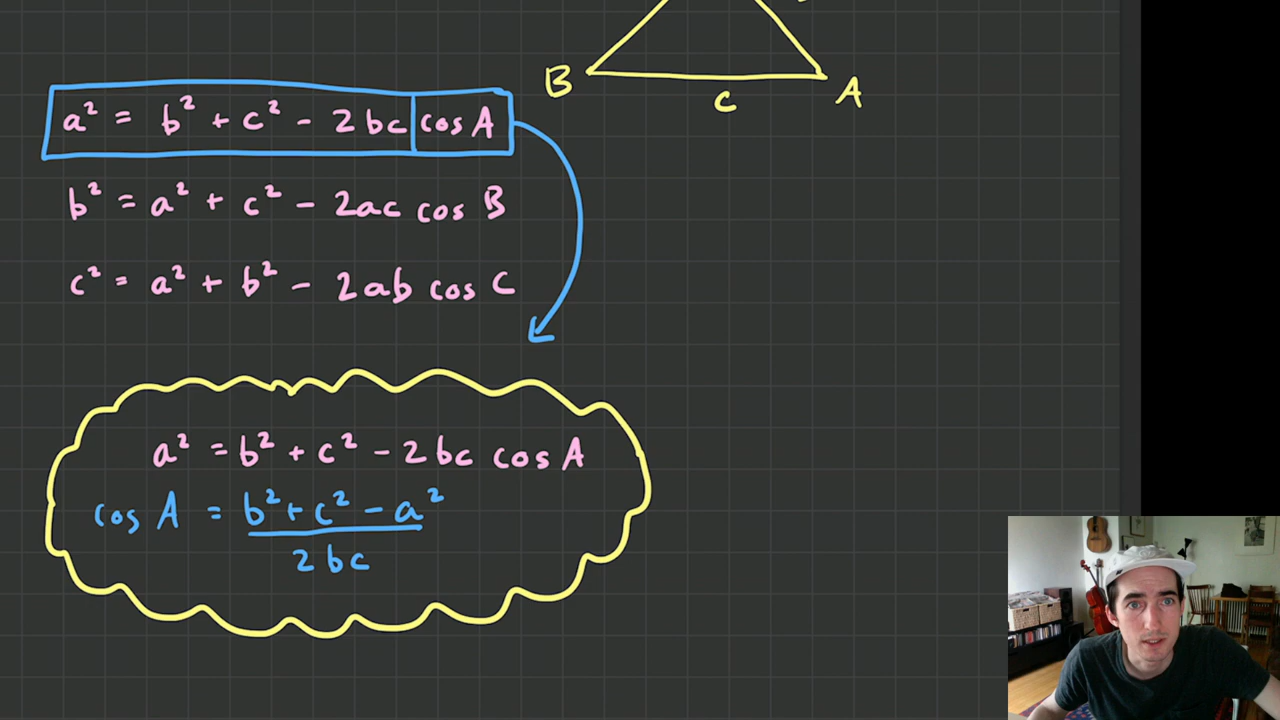 B
c
A
a² = b² + c² - 2bc cos A
b² = a² + c² - 2ac cos B
c² = a² + b² - 2ab cos C
a² = b² + c² - 2bc cos A
cos A = b² + c² - a²
2bc